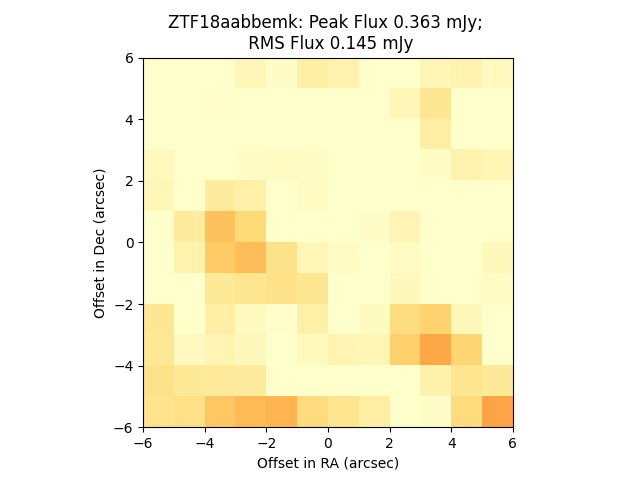 ZTF18aabbemk: Peak Flux 0.363 mJy;
RMS Flux 0.145 mJy
6
4
2
0
−2
−4
−6
Offset in Dec (arcsec)
−6 −4 −2 0 2 4 6
Offset in RA (arcsec)